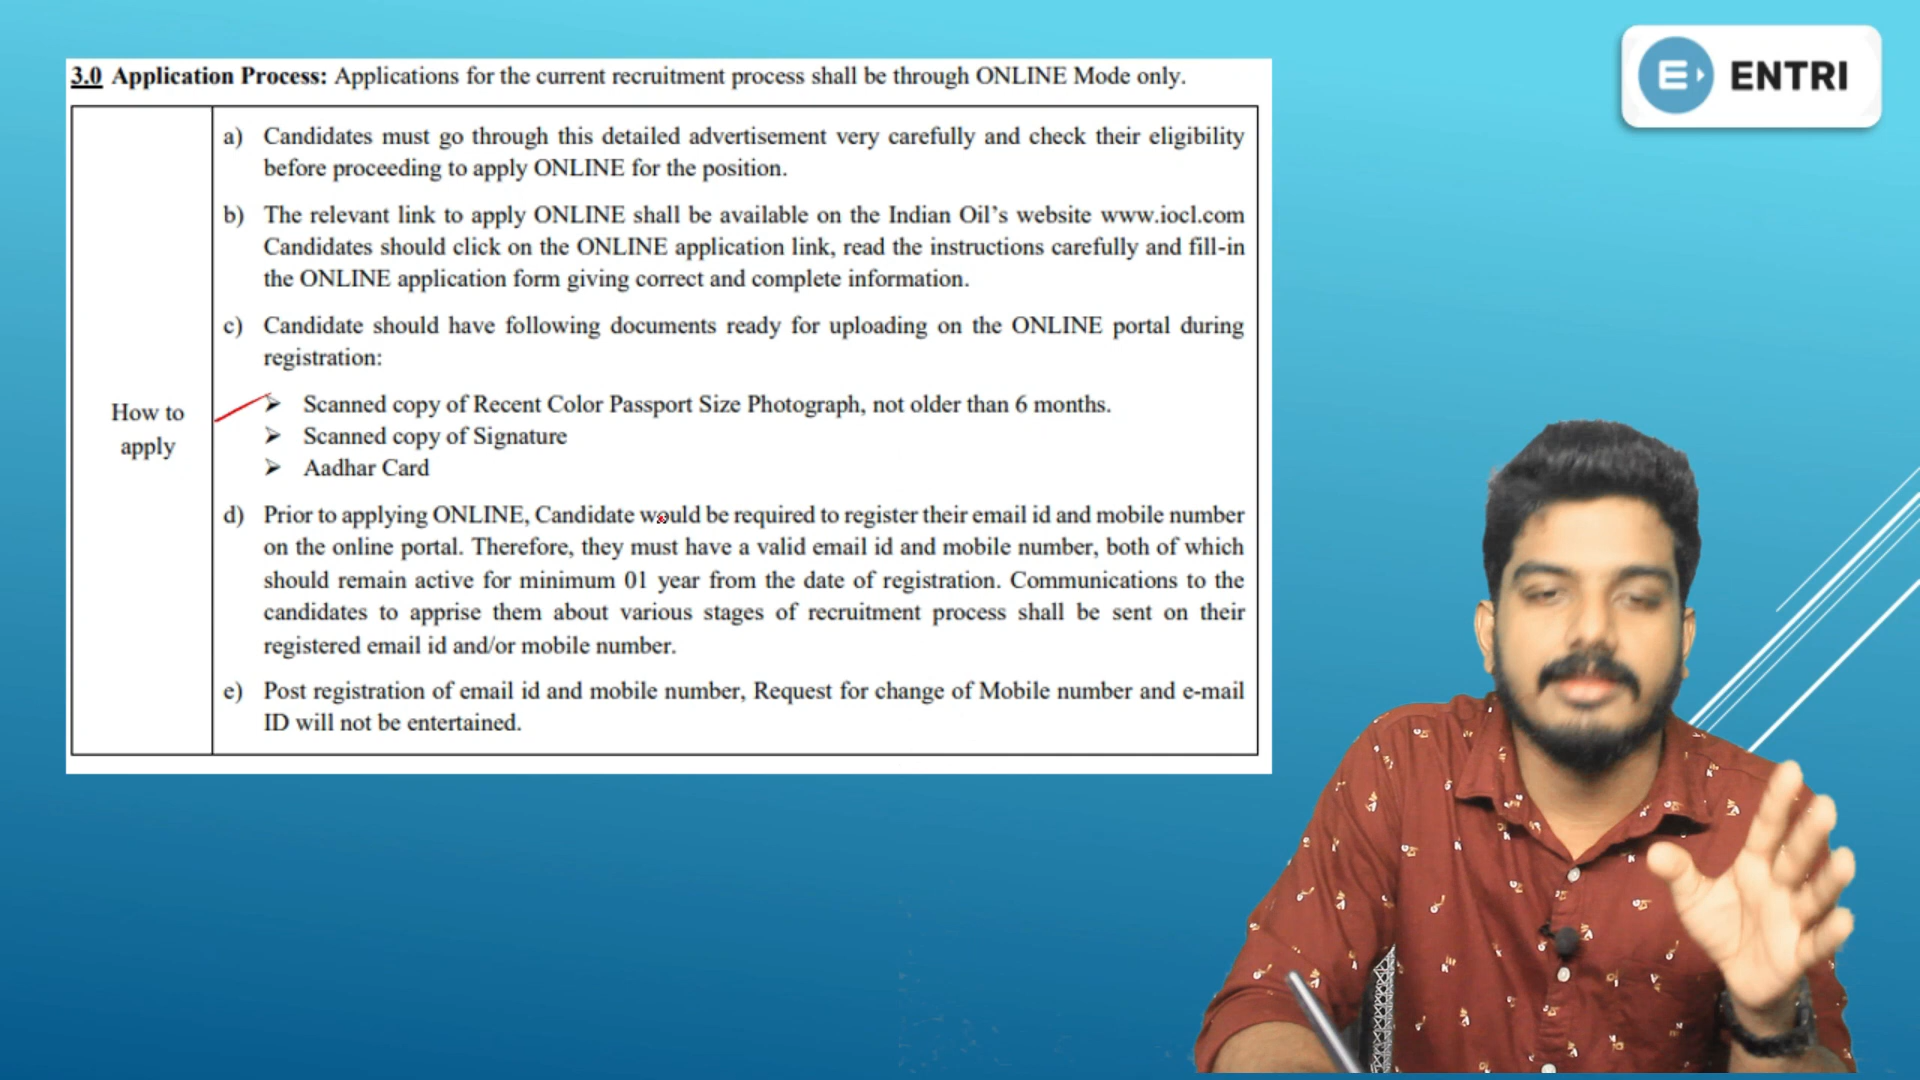 ENTRI
3.0 Application Process: Applications for the current recruitment process shall be through ONLINE Mode only.
How to
apply
a) Candidates must go through this detailed advertisement very carefully and check their eligibility
before proceeding to apply ONLINE for the position.
b) The relevant link to apply ONLINE shall be available on the Indian Oil’s website www.iocl.com
Candidates should click on the ONLINE application link, read the instructions carefully and fill-in
the ONLINE application form giving correct and complete information.
c) Candidate should have following documents ready for uploading on the ONLINE portal during
registration:
➢ Scanned copy of Recent Color Passport Size Photograph, not older than 6 months.
➢ Scanned copy of Signature
➢ Aadhar Card
d) Prior to applying ONLINE, Candidate would be required to register their email id and mobile number
on the online portal. Therefore, they must have a valid email id and mobile number, both of which
should remain active for minimum 01 year from the date of registration. Communications to the
candidates to apprise them about various stages of recruitment process shall be sent on their
registered email id and/or mobile number.
e) Post registration of email id and mobile number, Request for change of Mobile number and e-mail
ID will not be entertained.